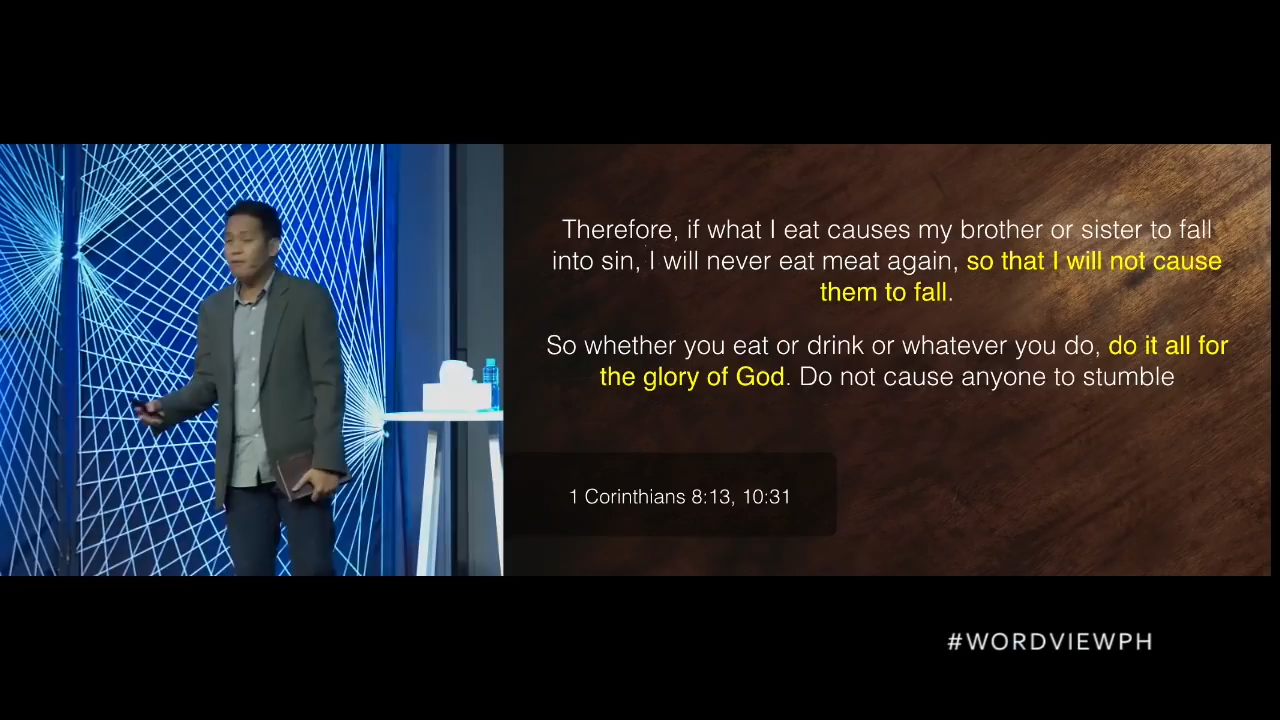 Therefore, if what I eat causes my brother or sister to fall
into sin, I will never eat meat again, so that I will not cause
them to fall.
So whether you eat or drink or whatever you do, do it all for
the glory of God. Do not cause anyone to stumble
1 Corinthians 8:13, 10:31
#WORDVIEWPH